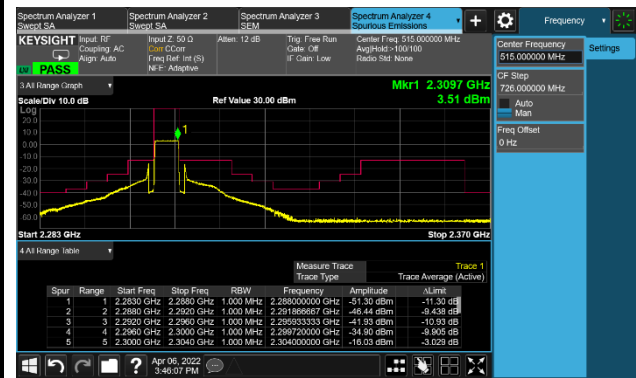 Spectrum Analyzer 1
Swept SA
Spectrum Analyzer 2
Swept SA
Spectrum Analyzer 3
SEM
Spectrum Analyzer 4
Spurious Emissions
Frequency
KEYSIGHT
Input: RF
Coupling: AC
Align: Auto
Input Z: 50 Ω
Corr CCorr
Freq Ref: Int (S)
NFE: Adaptive
Atten: 12 dB
Trig: Free Run
Gate: Off
IF Gain: Low
Center Freq: 515.000000 MHz
Avg|Hold:>100/100
Radio Std: None
PASS
Center Frequency
515.000000 MHz
Settings
CF Step
726.000000 MHz
Auto
Man
Freq Offset
0 Hz
3 All Range Graph
Mkr1 2.3097 GHz
Scale/Div 10.0 dB
Ref Value 30.00 dBm
3.51 dBm
Log
20.0
10.0
0.00
-10.0
-20.0
-30.0
-40.0
-50.0
-60.0
1
Start 2.283 GHz
Stop 2.370 GHz
4 All Range Table
Measure Trace
Trace 1
Trace Type
Trace Average (Active)
Spur Range Start Freq Stop Freq RBW Frequency Amplitude ΔLimit
1 1 2.2830 GHz 2.2880 GHz 1.000 MHz 2.288000000 GHz -51.30 dBm -11.30 dB
2 2 2.2880 GHz 2.2920 GHz 1.000 MHz 2.291866667 GHz -46.44 dBm -9.438 dB
3 3 2.2920 GHz 2.2960 GHz 1.000 MHz 2.295933333 GHz -41.93 dBm -10.93 dB
4 4 2.2960 GHz 2.3000 GHz 1.000 MHz 2.299720000 GHz -34.90 dBm -9.905 dB
5 5 2.3000 GHz 2.3040 GHz 1.000 MHz 2.304000000 GHz -16.03 dBm -3.029 dB
?
Apr 06, 2022
3:46:07 PM